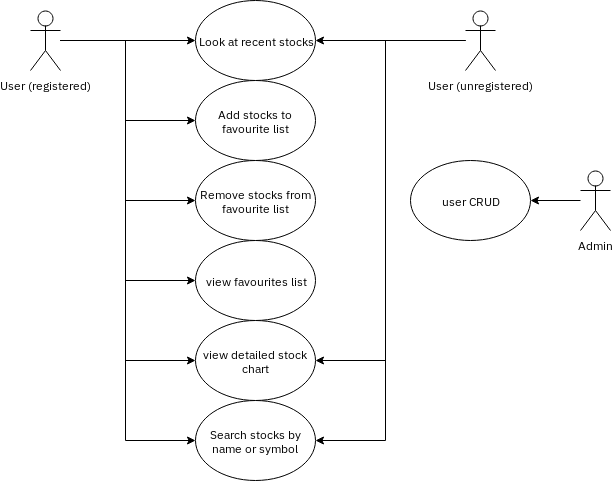 Look at recent stocks
User (registered)
User (unregistered)
Add stocks to
favourite list
Remove stocks from
favourite list
user CRUD
Admin
view favourites list
view detailed stock
chart
Search stocks by
name or symbol